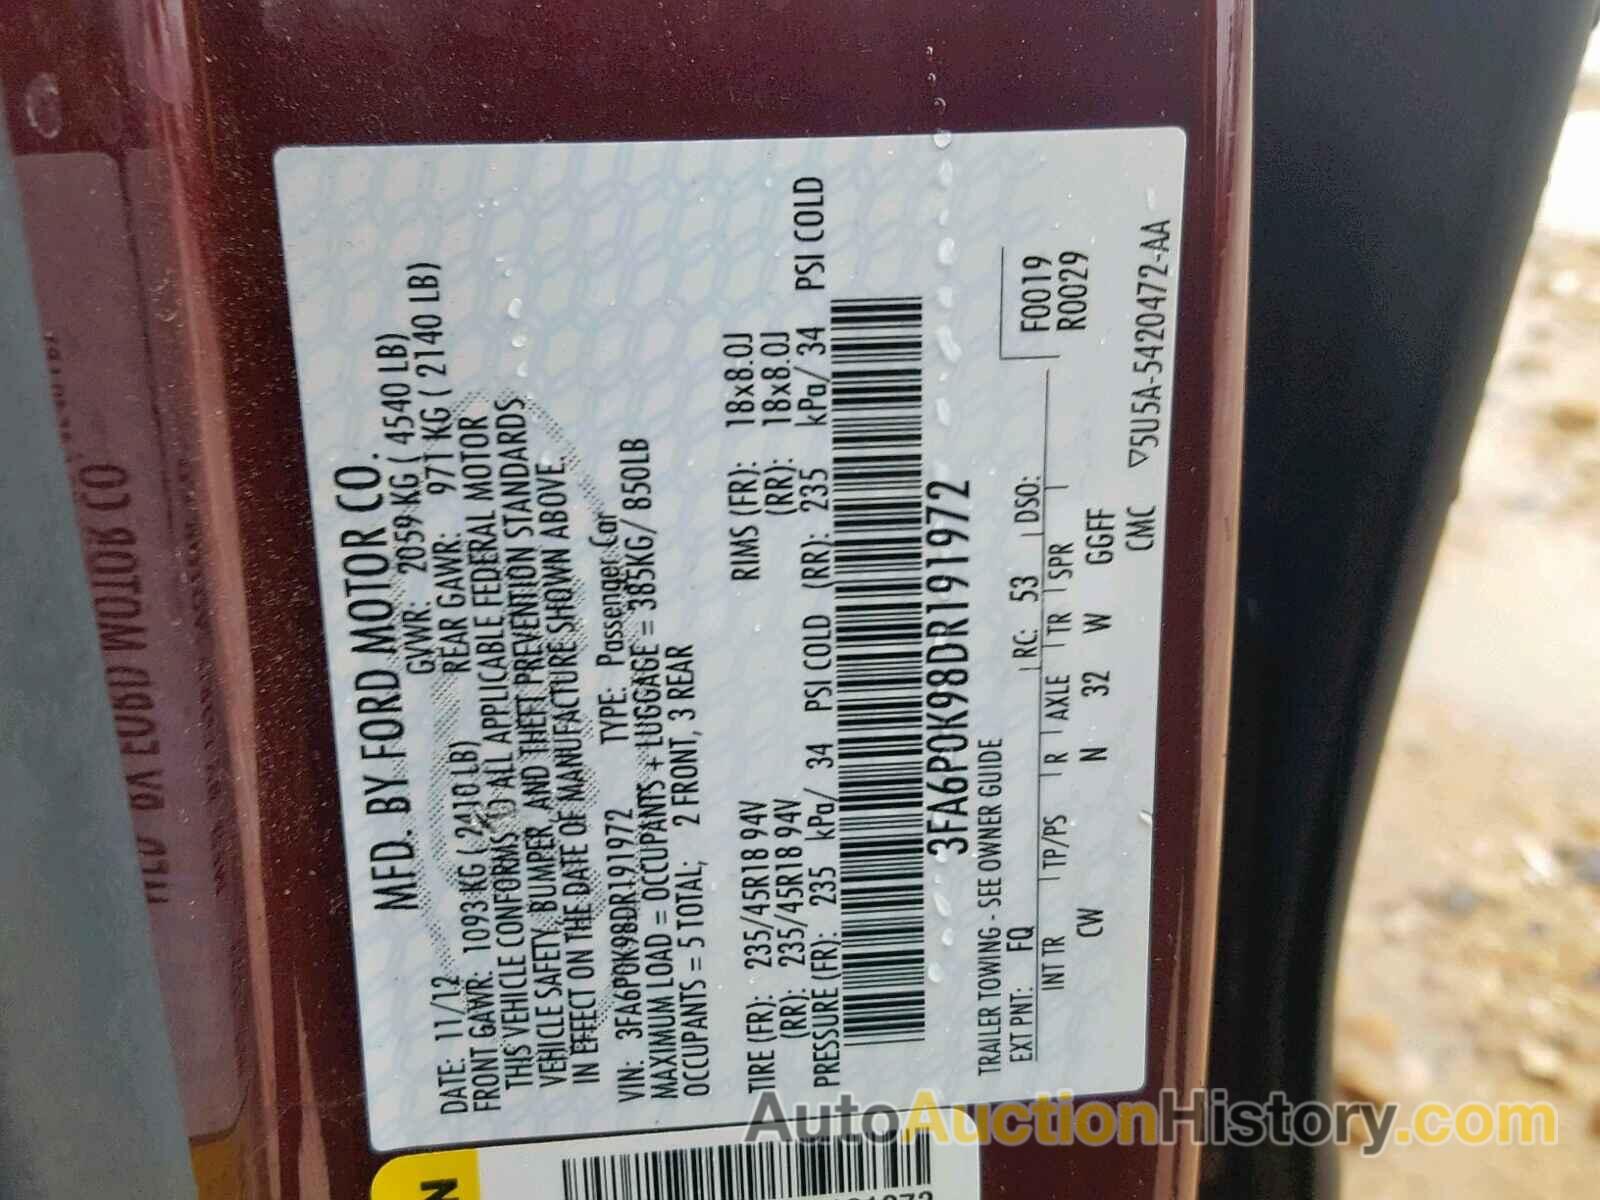 MFD. BY FORD MOTOR CO.
DATE: 11/12 GVWR: 2059 KG ( 4540 LB)
FRONT GAWR: 1093 KG ( 2410 LB) REAR GAWR: 971 KG ( 2140 LB)
THIS VEHICLE CONFORMS TO ALL APPLICABLE FEDERAL MOTOR
VEHICLE SAFETY, BUMPER, AND THEFT PREVENTION STANDARDS
IN EFFECT ON THE DATE OF MANUFACTURE SHOWN ABOVE.
VIN: 3FA6P0K98DR191972 TYPE: Passenger Car
MAXIMUM LOAD = OCCUPANTS + LUGGAGE = 385KG/ 850LB
OCCUPANTS = 5 TOTAL; 2 FRONT, 3 REAR
TIRE (FR): 235/45R18 94V RIMS (FR): 18x8.0J
(RR): 235/45R18 94V (RR): 18x8.0J
PRESSURE (FR): 235 kPa/ 34 PSI COLD (RR): 235 kPa/ 34 PSI COLD
3FA6P0K98DR191972
TRAILER TOWING - SEE OWNER GUIDE
F0019
EXT PNT: FQ RC: 53 DSO: R0029
INT TR TP/PS R AXLE TR SPR
CW N 32 W GGFF
CMC ▽5U5A-5420472-AA
MFD. BY FORD MOTOR CO
AutoAuctionHistory.com